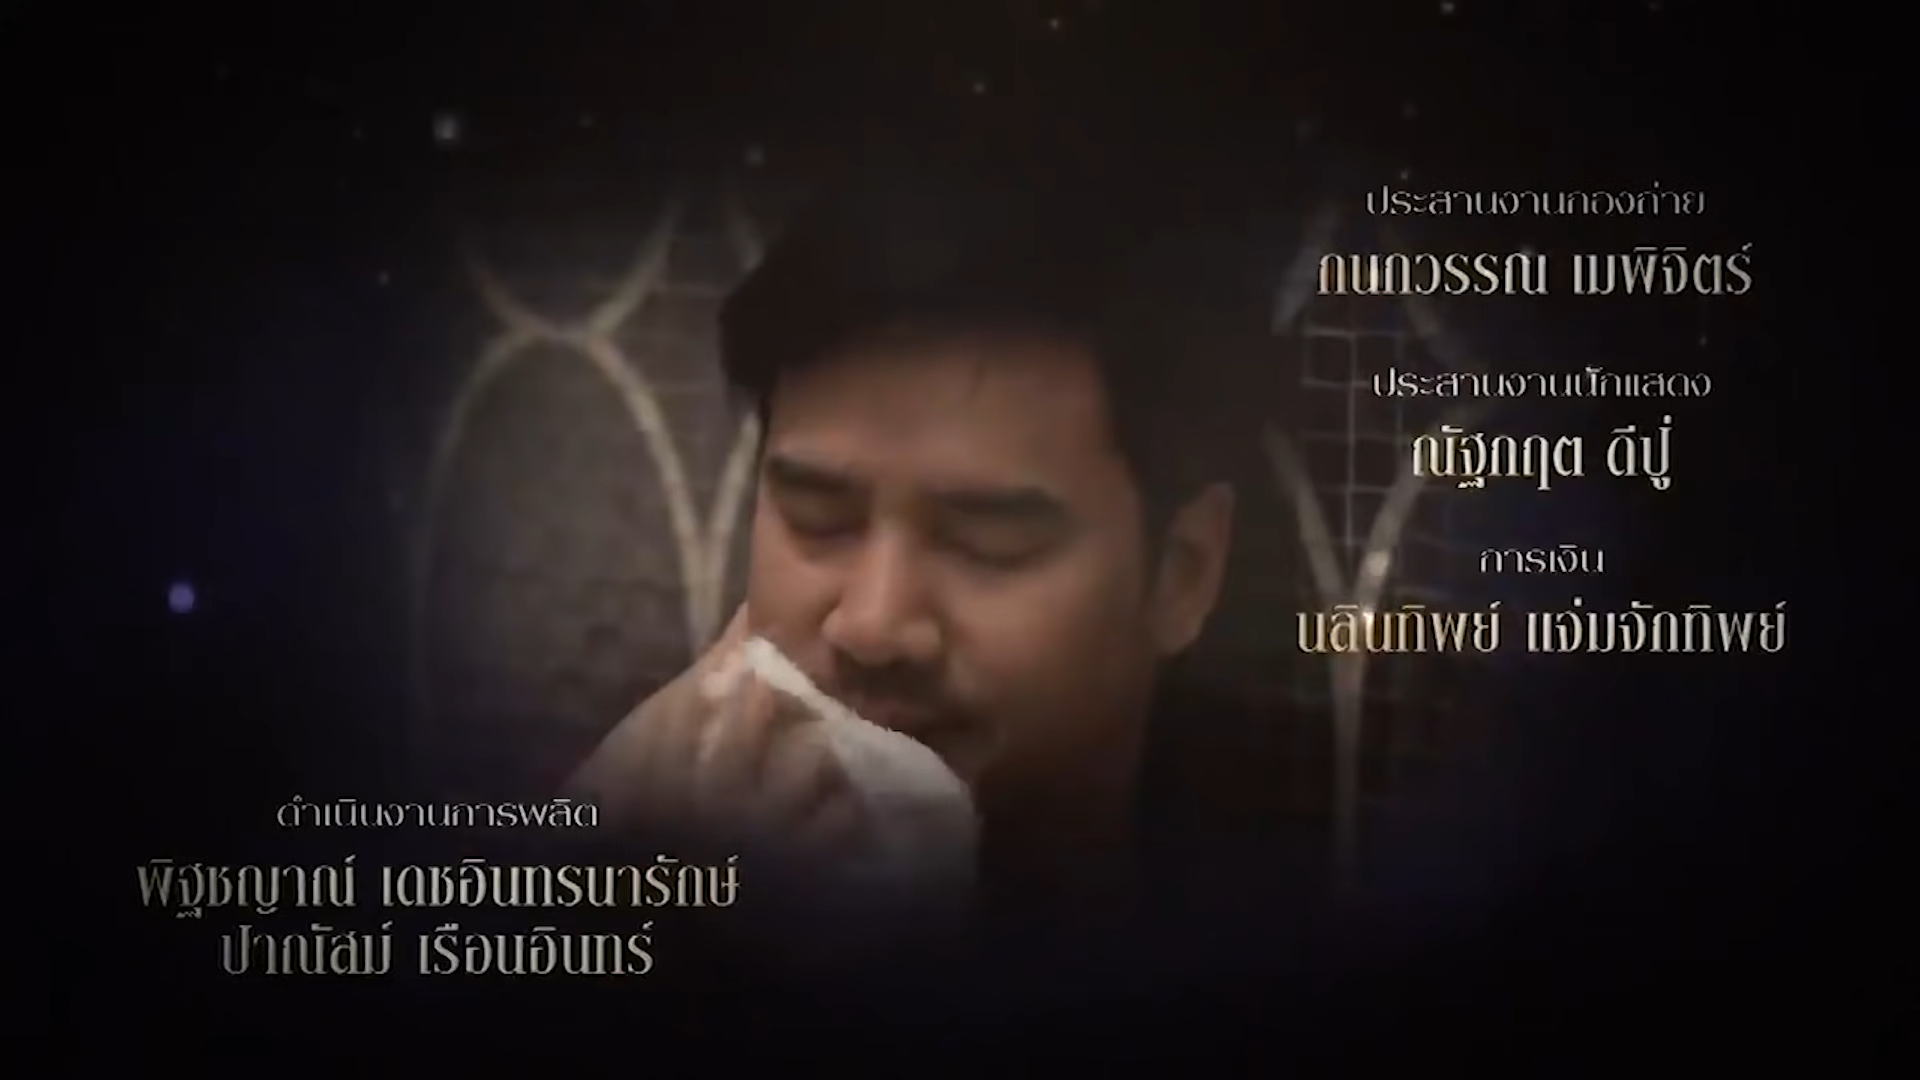 ประสานงานกองถ่าย
กนกวรรณ เมพิจิตร์
ประสานงานนักแสดง
ณัฐกฤต ดีปู่
การเงิน
นลินทิพย์ แจ่มจักทิพย์
ดำเนินงานการผลิต
พิฐชญาณ์ เดชอินทรนารักษ์
ปาณัสม์ เรือนอินทร์